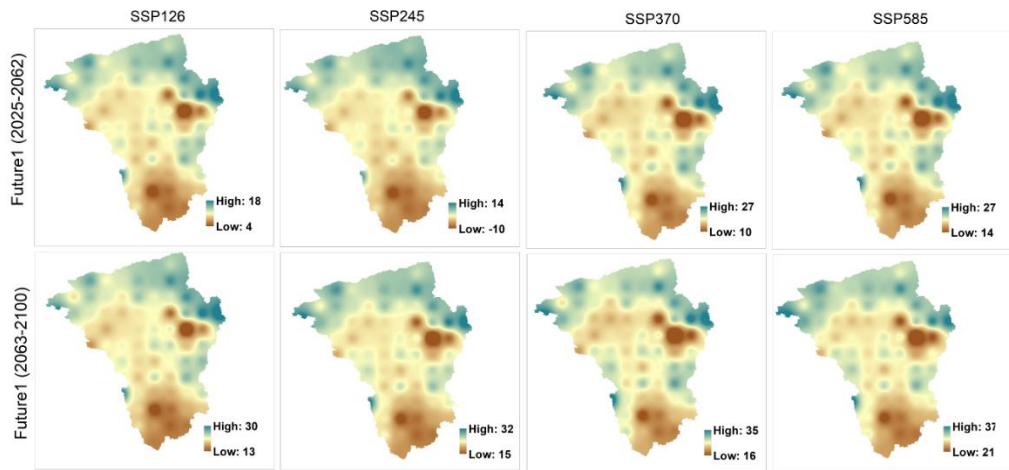 SSP126
SSP245
SSP370
SSP585
Future1 (2025-2062)
High: 18
Low: 4
High: 14
Low: -10
High: 27
Low: 10
High: 27
Low: 14
Future1 (2063-2100)
High: 30
Low: 13
High: 32
Low: 15
High: 35
Low: 16
High: 37
Low: 21